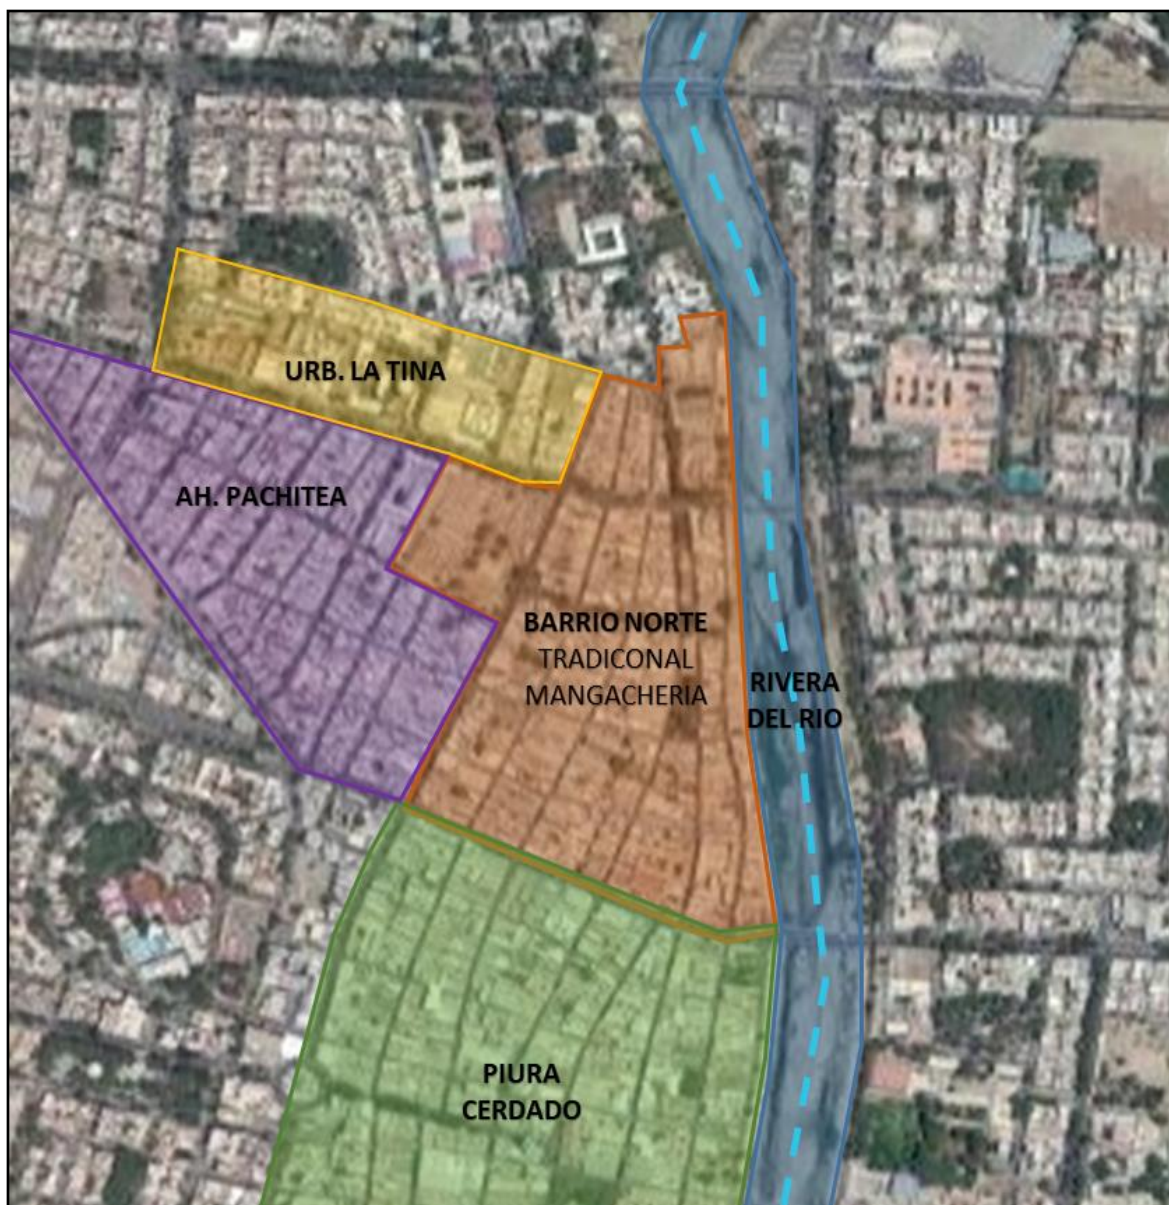 URB. LA TINA
AH. PACHITEA
BARRIO NORTE
TRADICONAL
MANGACHERIA
RIVERA
DEL RIO
PIURA
CERDADO